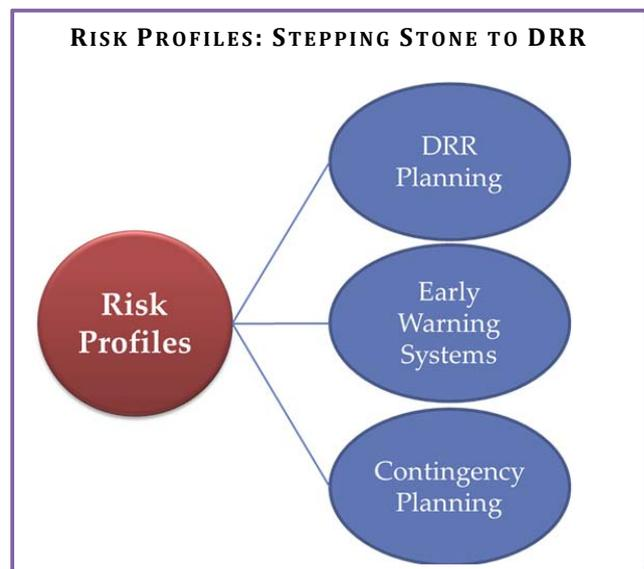 RISK PROFILES: STEPPING STONE TO DRR
DRR
Planning
Risk
Profiles
Early
Warning
Systems
Contingency
Planning